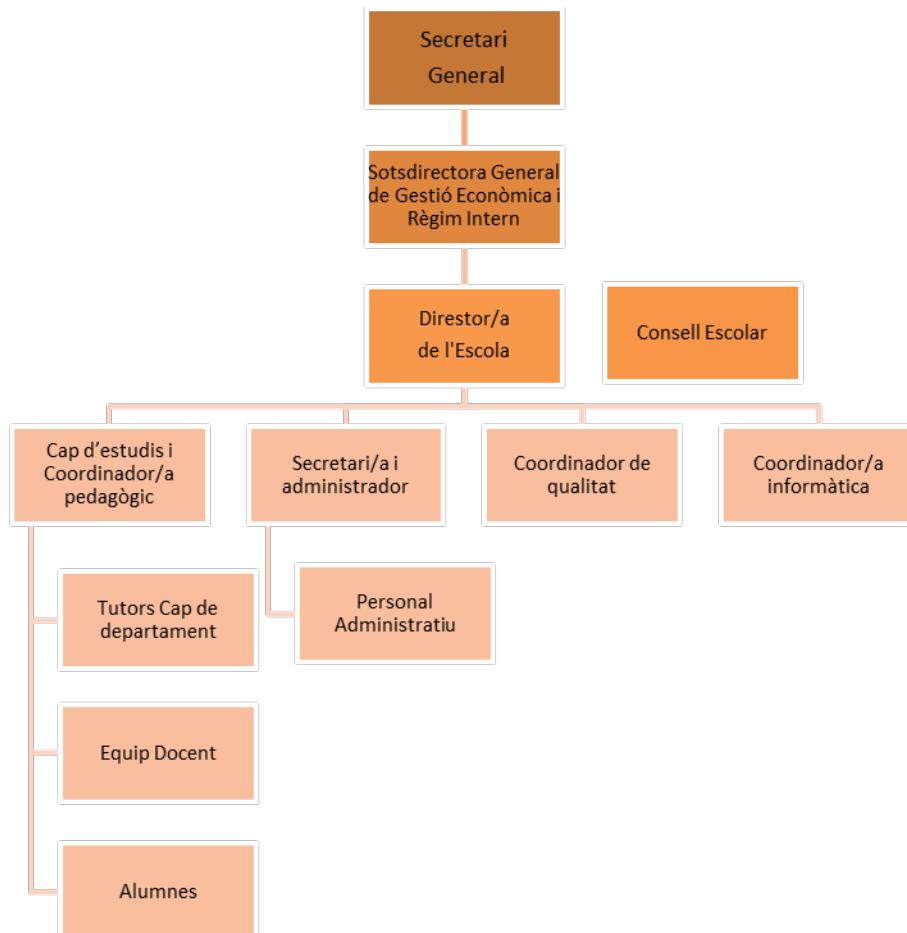 Secretari
General
Sotsdirectora General
de Gestió Econòmica i
Règim Intern
Direstor/a
de l'Escola
Consell Escolar
Cap d’estudis i
Coordinador/a
pedagògic
Secretari/a i
administrador
Coordinador de
qualitat
Coordinador/a
informàtica
Tutors Cap de
departament
Personal
Administratiu
Equip Docent
Alumnes